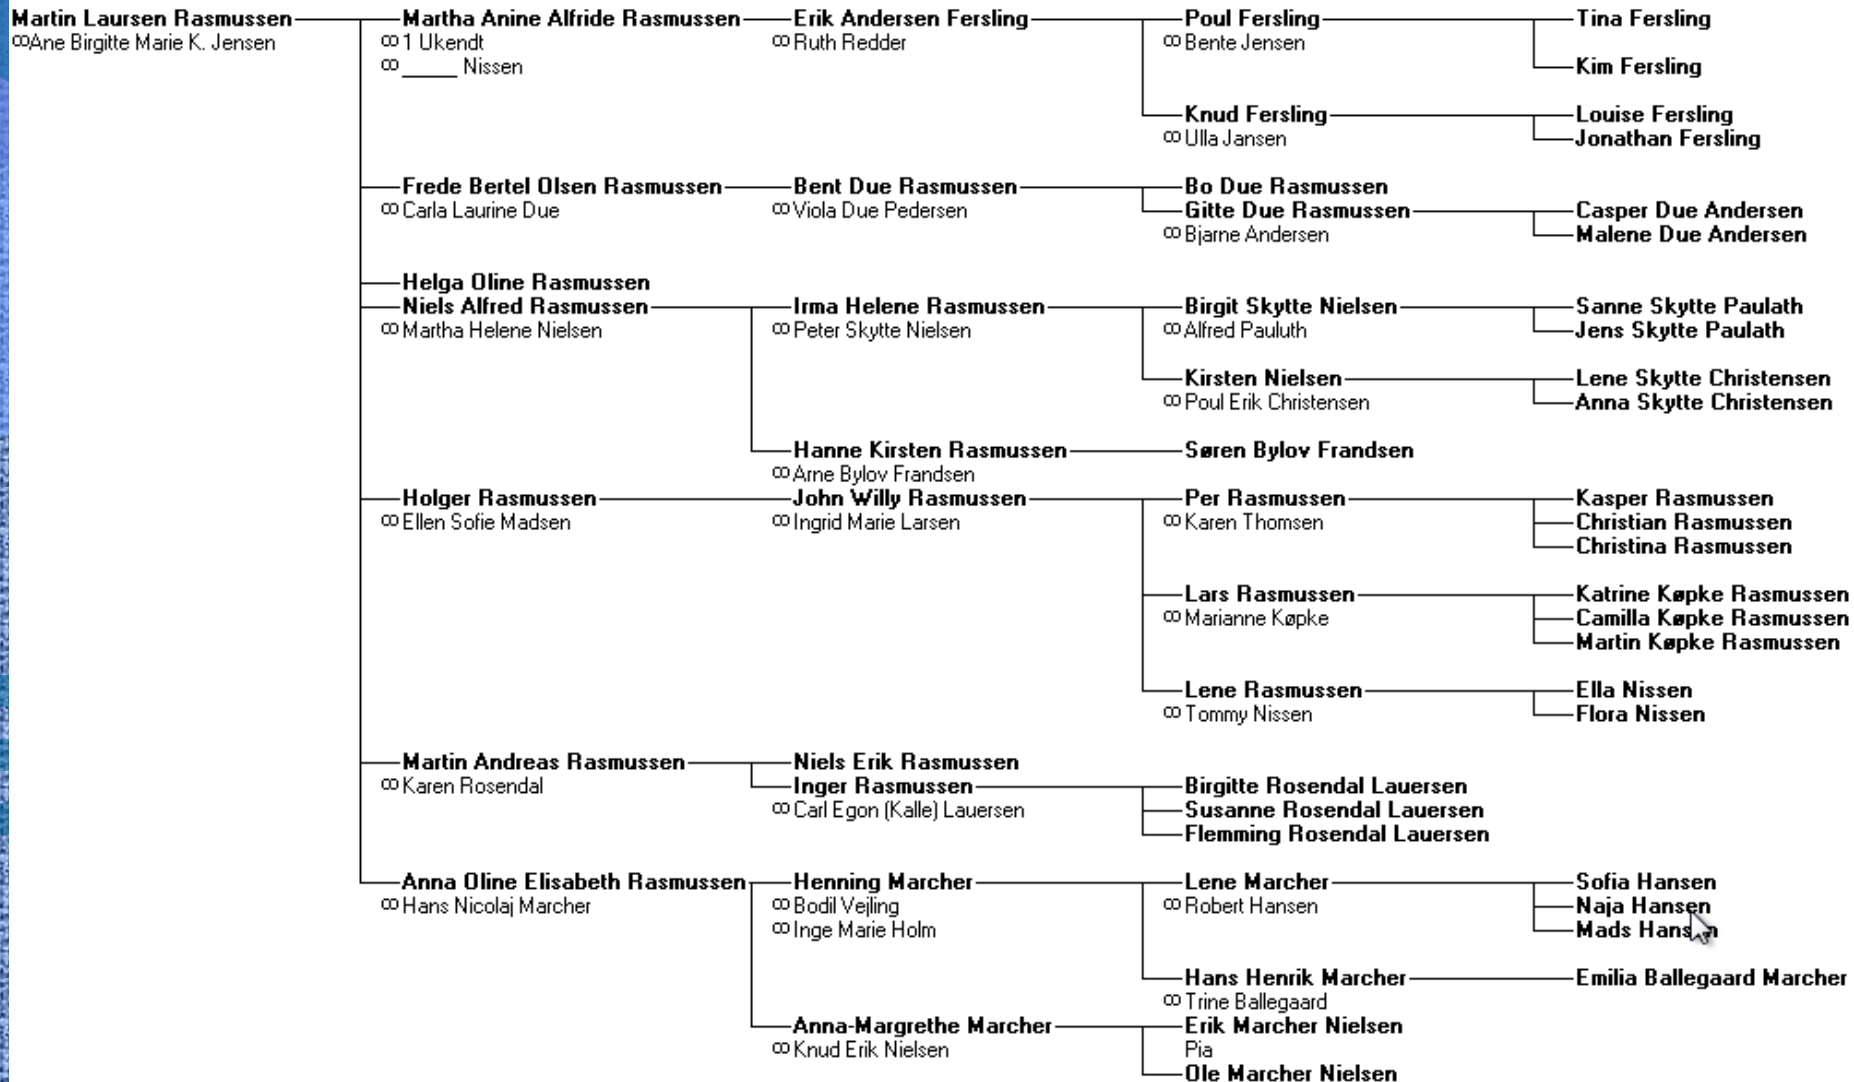 Martin Laursen Rasmussen Martha Anine Alfride Rasmussen Erik Andersen Fersling Poul Fersling Tina Fersling
∞ Ane Birgitte Marie K. Jensen ∞ 1 Ukendt ∞ Ruth Redder ∞ Bente Jensen
∞ _____ Nissen Kim Fersling
Knud Fersling Louise Fersling
∞ Ulla Jansen Jonathan Fersling
Frede Bertel Olsen Rasmussen Bent Due Rasmussen Bo Due Rasmussen
∞ Carla Laurine Due ∞ Viola Due Pedersen Gitte Due Rasmussen Casper Due Andersen
∞ Bjarne Andersen Malene Due Andersen
Helga Oline Rasmussen
Niels Alfred Rasmussen Irma Helene Rasmussen Birgit Skytte Nielsen Sanne Skytte Paulath
∞ Martha Helene Nielsen ∞ Peter Skytte Nielsen ∞ Alfred Pauluth Jens Skytte Paulath
Kirsten Nielsen Lene Skytte Christensen
∞ Poul Erik Christensen Anna Skytte Christensen
Hanne Kirsten Rasmussen Søren Bylov Frandsen
∞ Arne Bylov Frandsen
Holger Rasmussen John Willy Rasmussen Per Rasmussen Kasper Rasmussen
∞ Ellen Sofie Madsen ∞ Ingrid Marie Larsen ∞ Karen Thomsen Christian Rasmussen
Christina Rasmussen
Lars Rasmussen Katrine Køpke Rasmussen
∞ Marianne Køpke Camilla Køpke Rasmussen
Martin Køpke Rasmussen
Lene Rasmussen Ella Nissen
∞ Tommy Nissen Flora Nissen
Martin Andreas Rasmussen Niels Erik Rasmussen
∞ Karen Rosendal Inger Rasmussen Birgitte Rosendal Lauersen
∞ Carl Egon (Kalle) Lauersen Susanne Rosendal Lauersen
Flemming Rosendal Lauersen
Anna Oline Elisabeth Rasmussen Henning Marcher Lene Marcher Sofia Hansen
∞ Hans Nicolaj Marcher ∞ Bodil Vejling ∞ Robert Hansen Naja Hansen
∞ Inge Marie Holm Mads Hansen
Hans Henrik Marcher Emilia Ballegaard Marcher
∞ Trine Ballegaard
Anna-Margrethe Marcher Erik Marcher Nielsen
∞ Knud Erik Nielsen Pia
Ole Marcher Nielsen